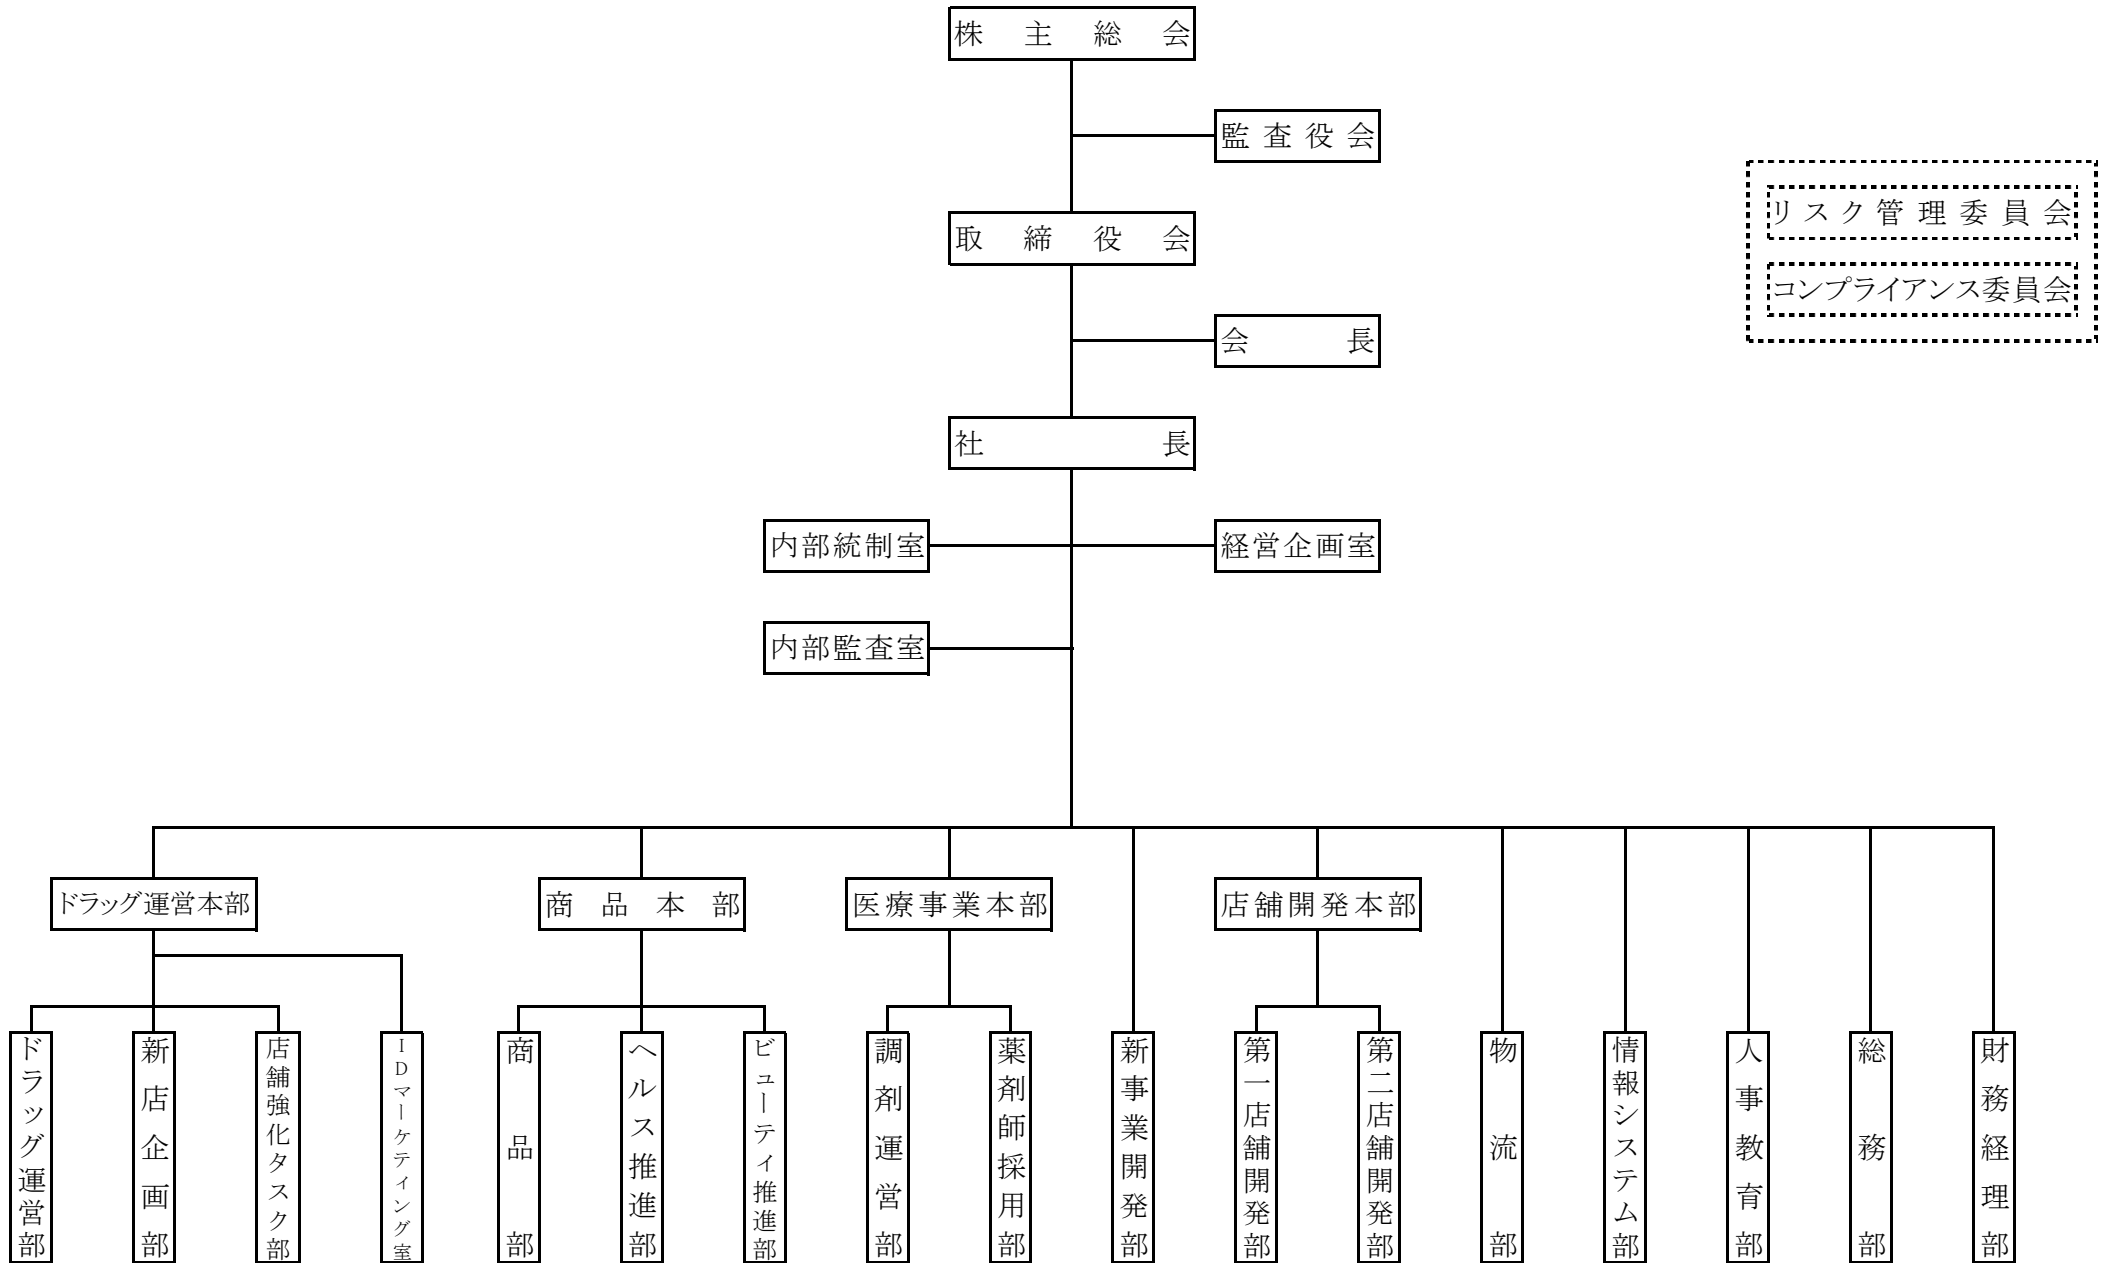 株主総会
監査役会
リスク管理委員会
取締役会
コンプライアンス委員会
会長
社長
内部統制室
経営企画室
内部監査室
ドラッグ運営本部
商品本部
医療事業本部
店舗開発本部
ドラッグ運営部
新店企画部
店舗強化タスク部
IDマーケティング室
商品部
ヘルス推進部
ビューティ推進部
調剤運営部
薬剤師採用部
新事業開発部
第一店舗開発部
第二店舗開発部
物流部
情報システム部
人事教育部
総務部
財務経理部